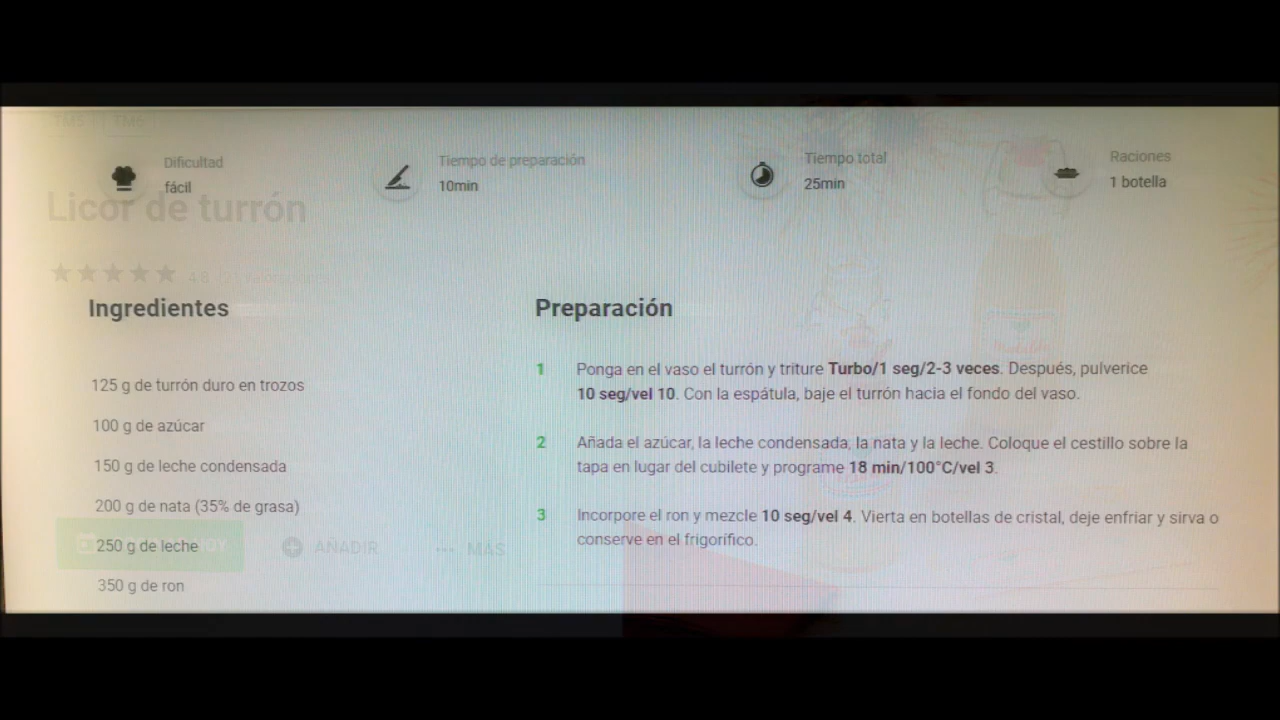 TM5 TM6
Dificultad
fácil
Tiempo de preparación
10min
Tiempo total
25min
Raciones
1 botella
Licor de turrón
4.8
Ingredientes
125 g de turrón duro en trozos
100 g de azúcar
150 g de leche condensada
200 g de nata (35% de grasa)
250 g de leche
350 g de ron
AÑADIR
MÁS
Preparación
1 Ponga en el vaso el turrón y triture Turbo/1 seg/2-3 veces. Después, pulverice
10 seg/vel 10. Con la espátula, baje el turrón hacia el fondo del vaso.
2 Añada el azúcar, la leche condensada, la nata y la leche. Coloque el cestillo sobre la
tapa en lugar del cubilete y programe 18 min/100°C/vel 3.
3 Incorpore el ron y mezcle 10 seg/vel 4. Vierta en botellas de cristal, deje enfriar y sirva o
conserve en el frigorífico.